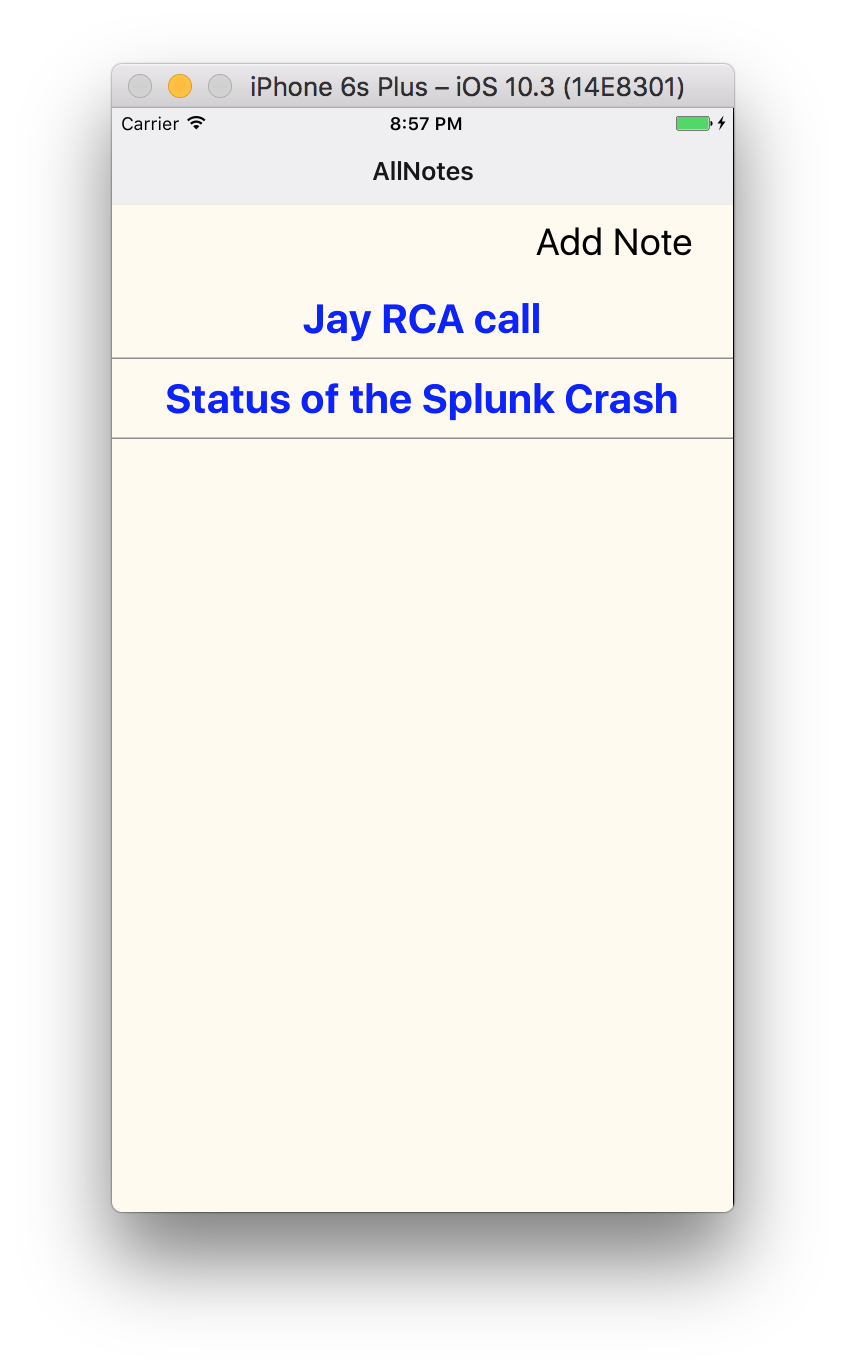 iPhone 6s Plus – iOS 10.3 (14E8301)
Carrier 8:57 PM
AllNotes
Add Note
Jay RCA call
Status of the Splunk Crash